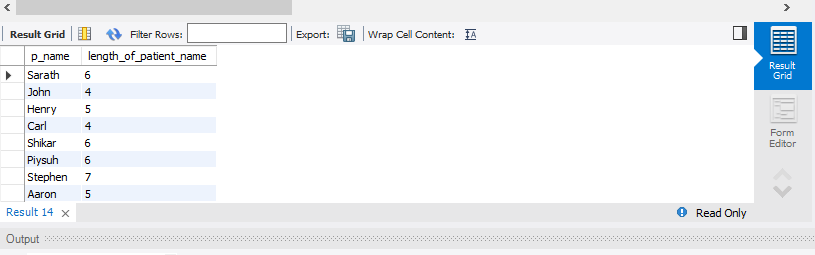 Result Grid Filter Rows: Export: Wrap Cell Content: IA
p_name length_of_patient_name
Sarath 6
John 4
Henry 5
Carl 4
Shikar 6
Piysuh 6
Stephen 7
Aaron 5
Result Grid
Form Editor
Result 14 × Read Only
Output